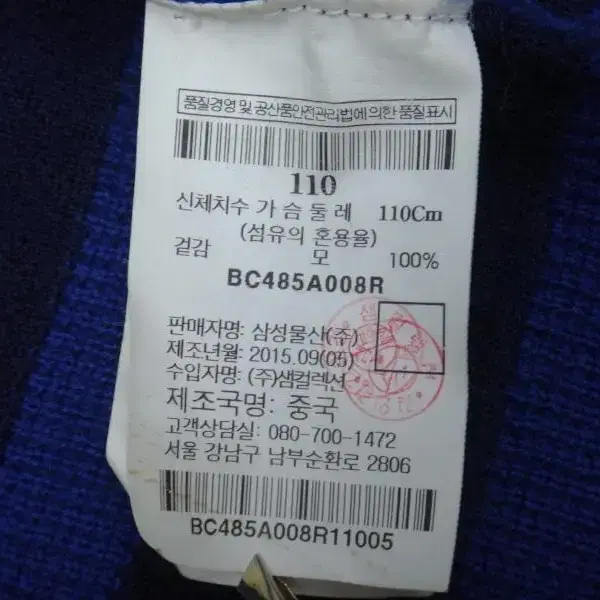 품질경영 및 공산품안전관리법에 의한 품질표시
110
신체치수 가 슴 둘 레 110Cm
(섬유의 혼용율)
겉감 모 100%
BC485A008R
판매자명: 삼성물산(주)
제조년월: 2015.09(05)
수입자명: (주)샘컬렉션
제조국명: 중국
고객상담실: 080-700-1472
서울 강남구 남부순환로 2806
BC485A008R11005